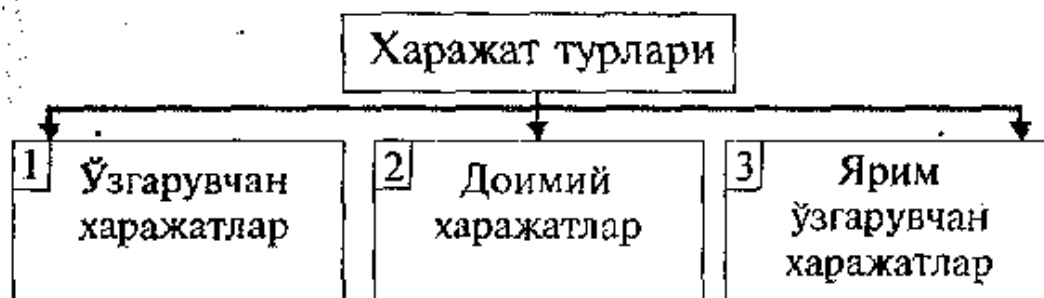 Харажат турлари
1
Ўзгарувчан
харажатлар
2
Доимий
харажатлар
3
Ярим
ўзгарувчан
харажатлар